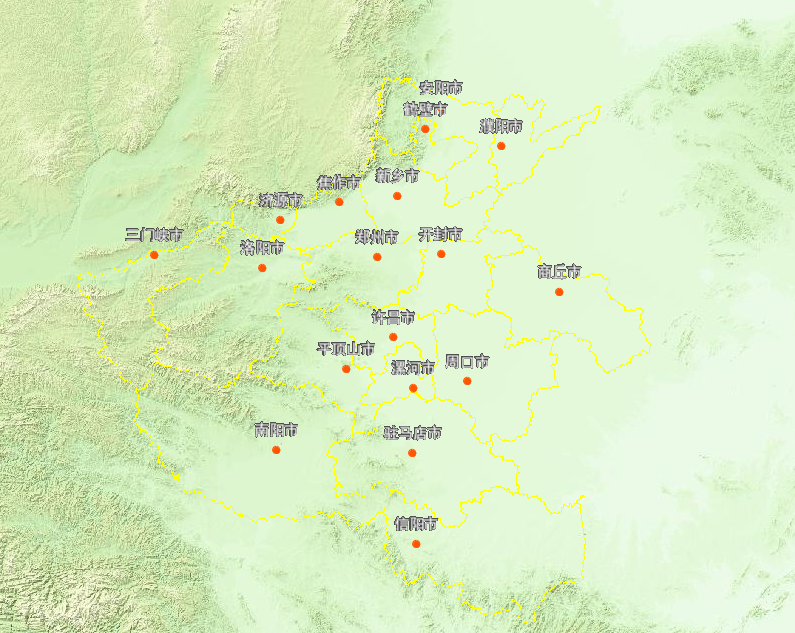 安阳市
鹤壁市
濮阳市
新乡市
焦作市
济源市
三门峡市
洛阳市
郑州市
开封市
商丘市
许昌市
平顶山市
漯河市
周口市
南阳市
驻马店市
信阳市